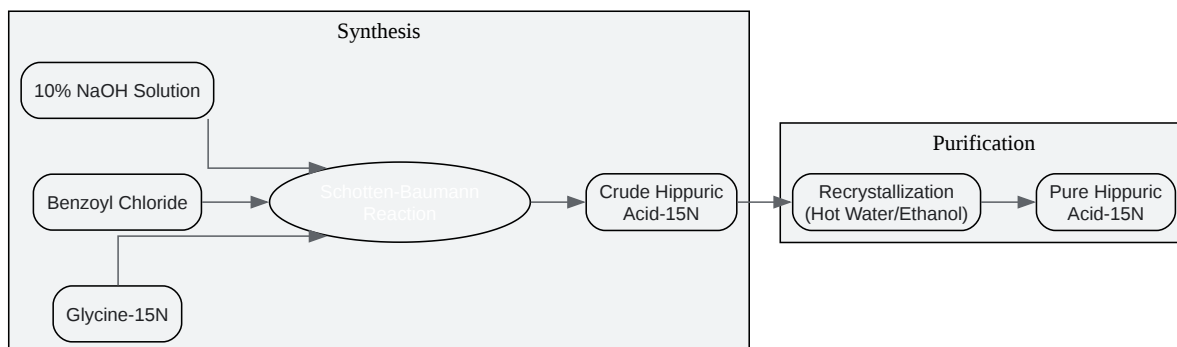 Synthesis
10% NaOH Solution
Benzoyl Chloride
Glycine-15N
Schotten-Baumann
Reaction
Crude Hippuric
Acid-15N
Purification
Recrystallization
(Hot Water/Ethanol)
Pure Hippuric
Acid-15N